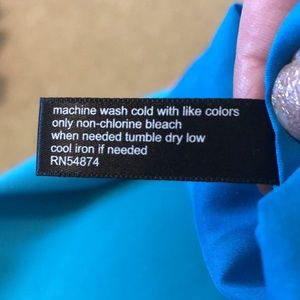 machine wash cold with like colors
only non-chlorine bleach
when needed tumble dry low
cool iron if needed
RN54874